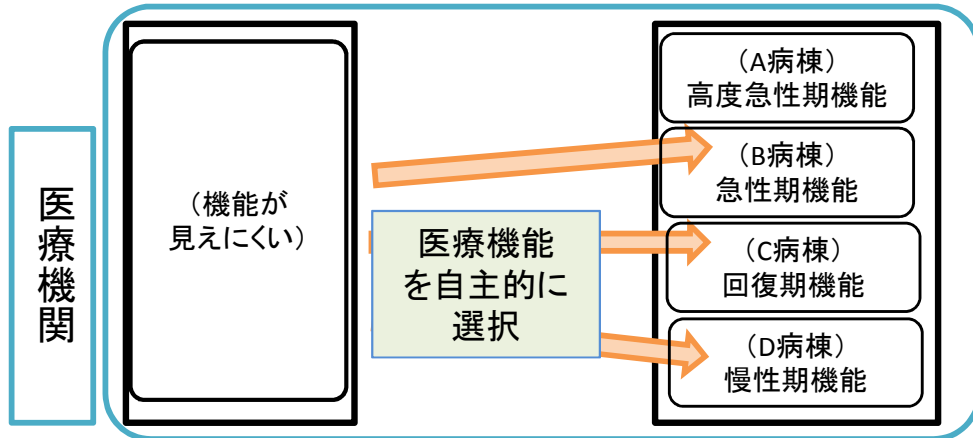 医療機関
（機能が
見えにくい）
医療機能
を自主的に
選択
（A病棟）
高度急性期機能
（B病棟）
急性期機能
（C病棟）
回復期機能
（D病棟）
慢性期機能